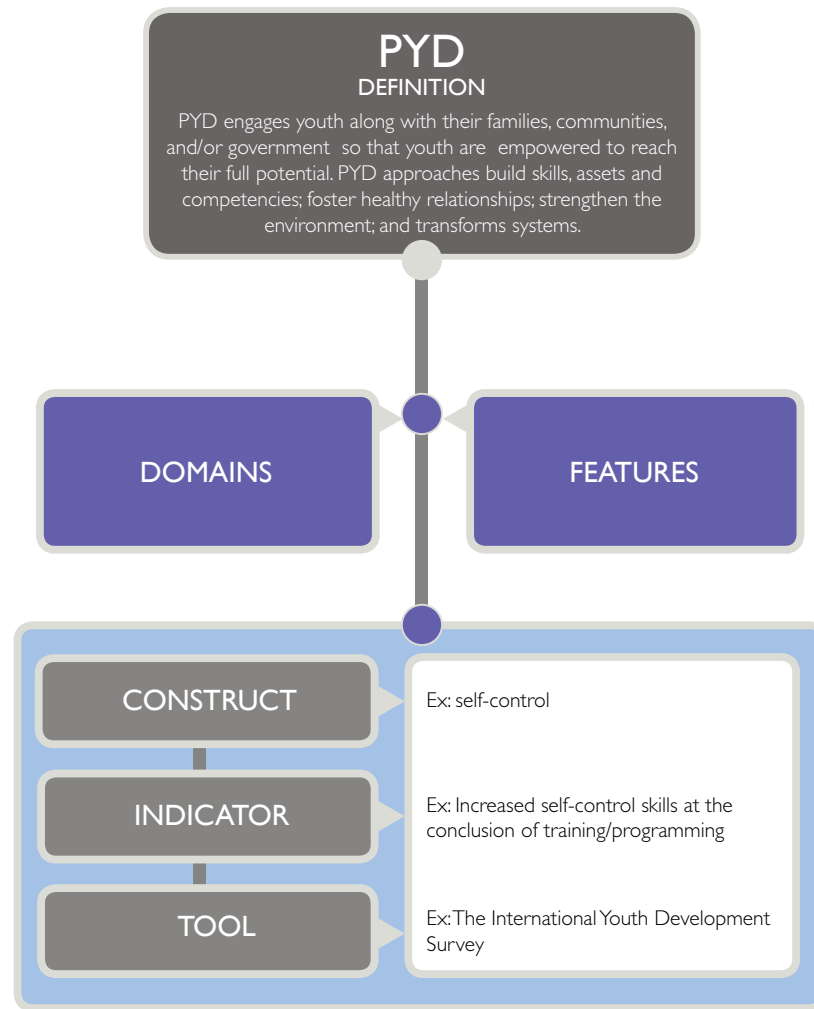 PYD
DEFINITION
PYD engages youth along with their families, communities,
and/or government so that youth are empowered to reach
their full potential. PYD approaches build skills, assets and
competencies; foster healthy relationships; strengthen the
environment; and transforms systems.
DOMAINS
FEATURES
CONSTRUCT
Ex: self-control
INDICATOR
Ex: Increased self-control skills at the
conclusion of training/programming
TOOL
Ex: The International Youth Development
Survey